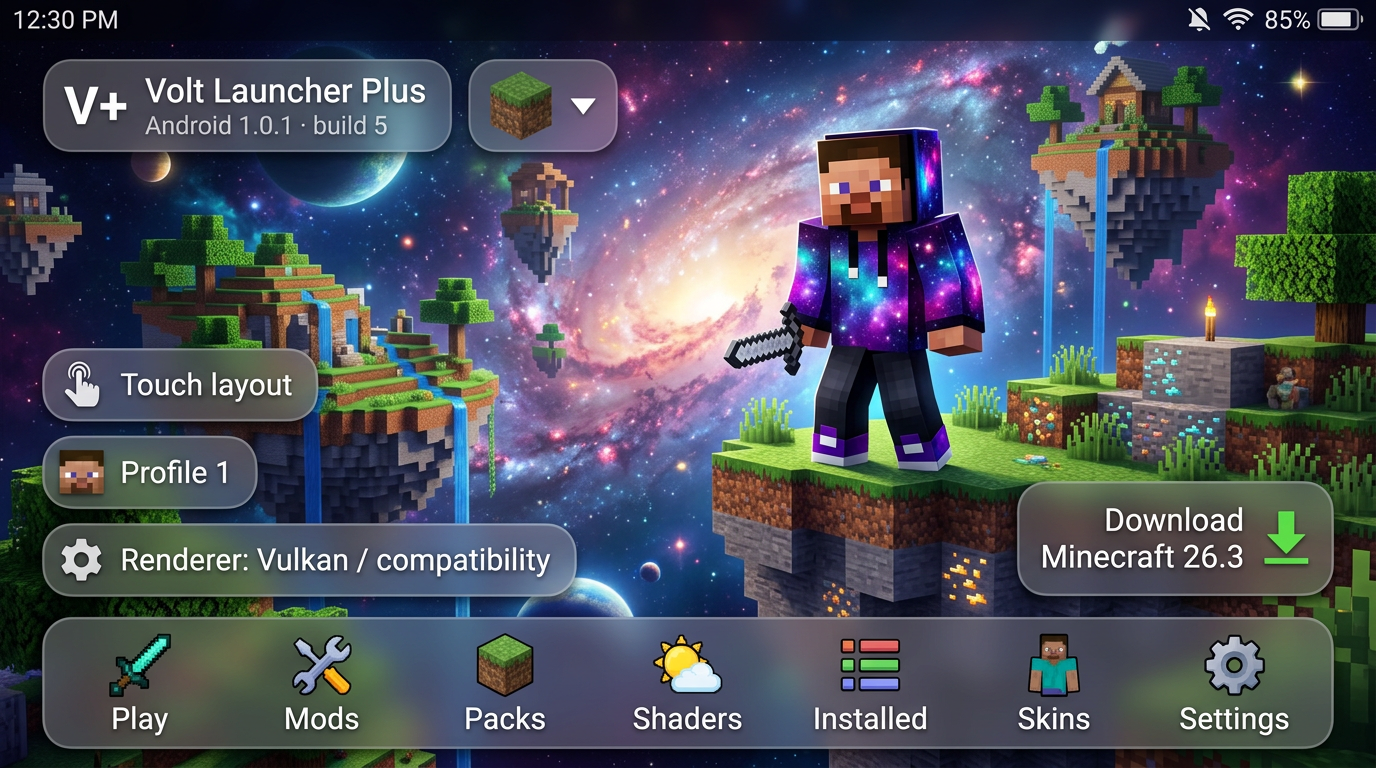 12:30 PM
85%
V+
Volt Launcher Plus
Android 1.0.1 · build 5
Touch layout
Profile 1
Renderer: Vulkan / compatibility
Download
Minecraft 26.3
Play
Mods
Packs
Shaders
Installed
Skins
Settings